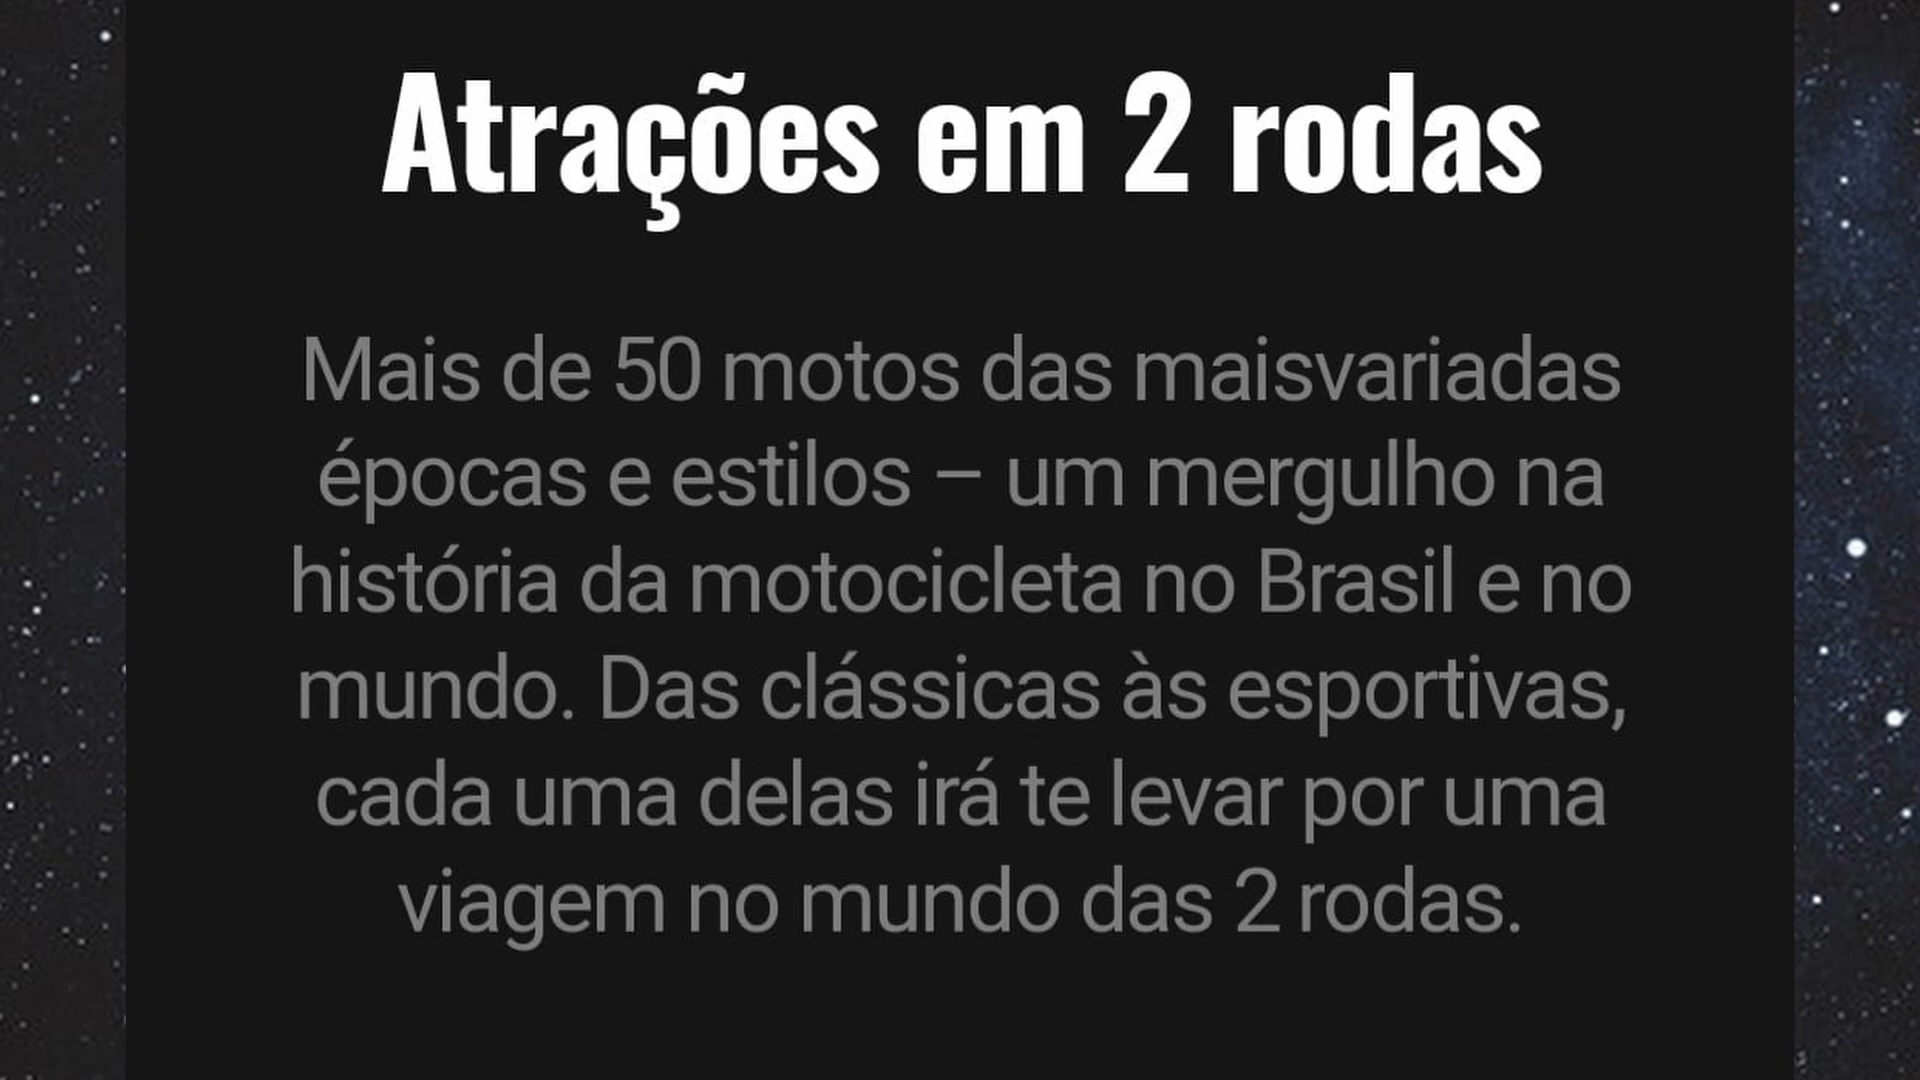 Atrações em 2 rodas
Mais de 50 motos das maisvariadas
épocas e estilos – um mergulho na
história da motocicleta no Brasil e no
mundo. Das clássicas às esportivas,
cada uma delas irá te levar por uma
viagem no mundo das 2 rodas.